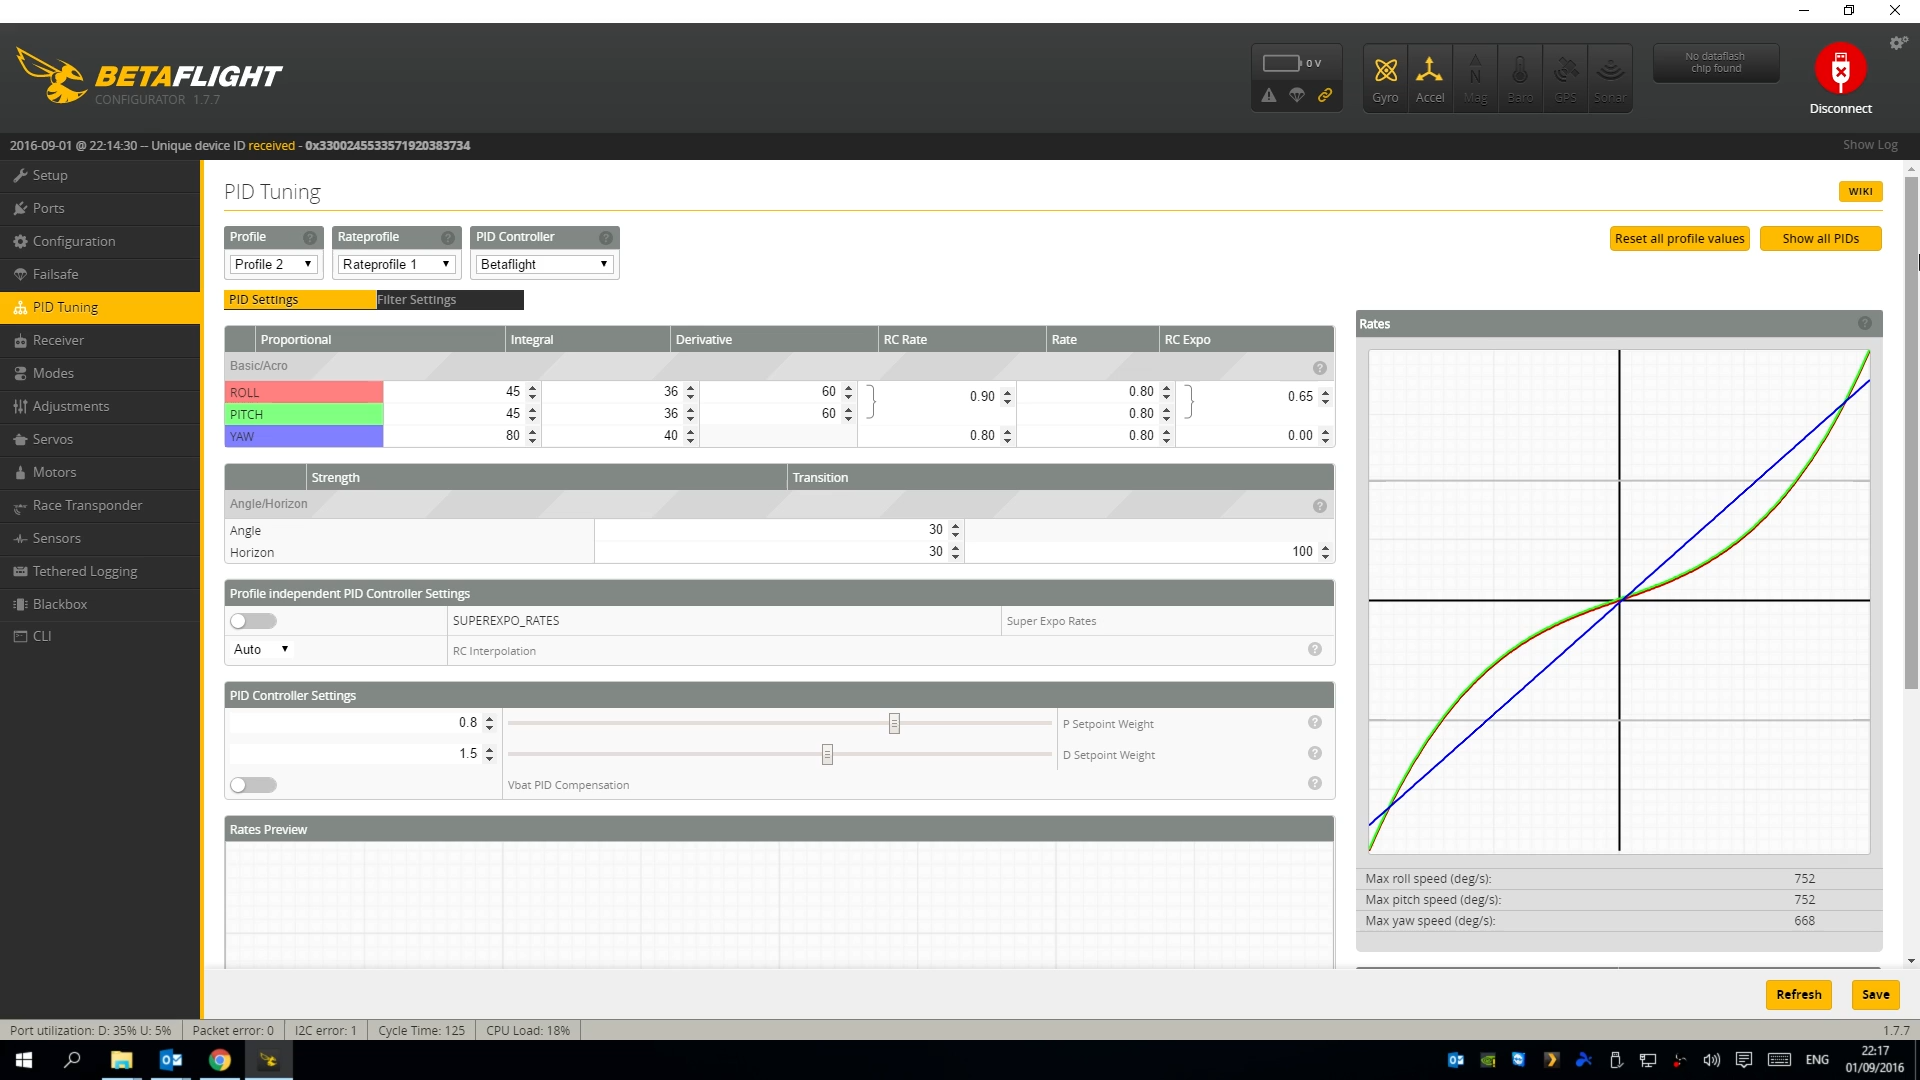 BETAFLIGHT
CONFIGURATOR 1.7.7
0 V
Gyro Accel Mag Baro GPS Sonar
No dataflash
chip found
Disconnect
2016-09-01 @ 22:14:30 -- Unique device ID received - 0x3300245533571920383734
Show Log
Setup
Ports
Configuration
Failsafe
PID Tuning
Receiver
Modes
Adjustments
Servos
Motors
Race Transponder
Sensors
Tethered Logging
Blackbox
CLI
PID Tuning
WIKI
Profile Rateprofile PID Controller
Profile 2 Rateprofile 1 Betaflight
Reset all profile values Show all PIDs
PID Settings Filter Settings
Proportional Integral Derivative RC Rate Rate RC Expo
Basic/Acro
ROLL 45 36 60 0.90 0.80 0.65
PITCH 45 36 60 0.80
YAW 80 40 0.80 0.80 0.00
Strength Transition
Angle/Horizon
Angle 30
Horizon 30 100
Profile independent PID Controller Settings
SUPEREXPO_RATES Super Expo Rates
Auto RC Interpolation
PID Controller Settings
0.8 P Setpoint Weight
1.5 D Setpoint Weight
Vbat PID Compensation
Rates Preview
Rates
Max roll speed (deg/s): 752
Max pitch speed (deg/s): 752
Max yaw speed (deg/s): 668
Refresh Save
Port utilization: D: 35% U: 5% Packet error: 0 I2C error: 1 Cycle Time: 125 CPU Load: 18% 1.7.7
ENG
22:17
01/09/2016